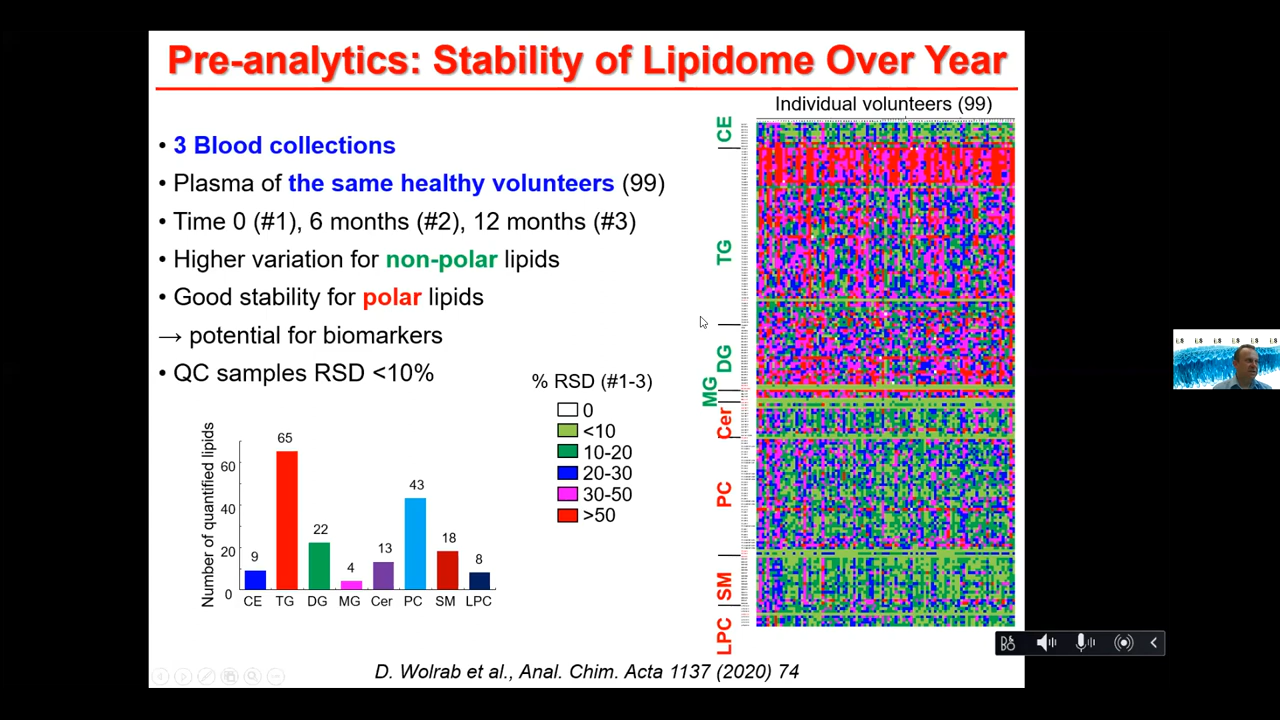 Pre-analytics: Stability of Lipidome Over Year
Individual volunteers (99)
• 3 Blood collections
• Plasma of the same healthy volunteers (99)
• Time 0 (#1), 6 months (#2), 2 months (#3)
• Higher variation for non-polar lipids
• Good stability for polar lipids
→ potential for biomarkers
• QC samples RSD <10%
% RSD (#1-3)
0
<10
10-20
20-30
30-50
>50
CE
TG
DG
MG
Cer
PC
SM
LPC
Number of quantified lipids
60
40
20
0
9
65
22
4
13
43
18
8
CE TG DG MG Cer PC SM LPC
D. Wolrab et al., Anal. Chim. Acta 1137 (2020) 74